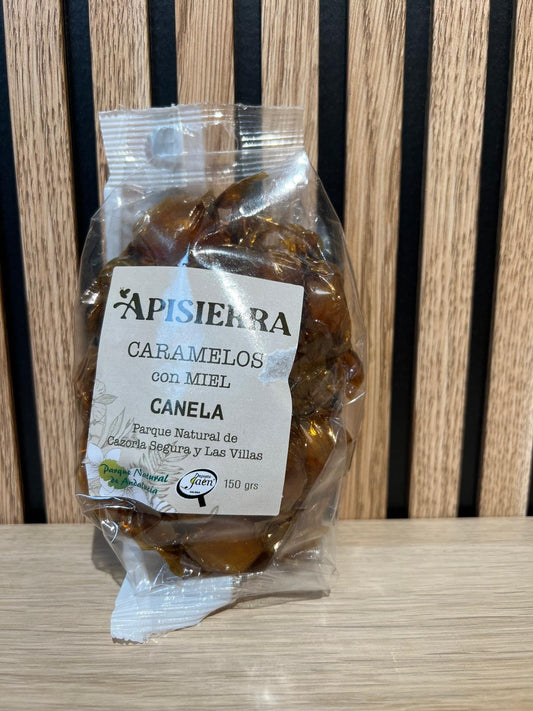 APISIERRA
CARAMELOS
con MIEL
CANELA
Parque Natural de
Cazorla Segura y Las Villas
Parque Natural
de Andalucía
Jaén
150 grs